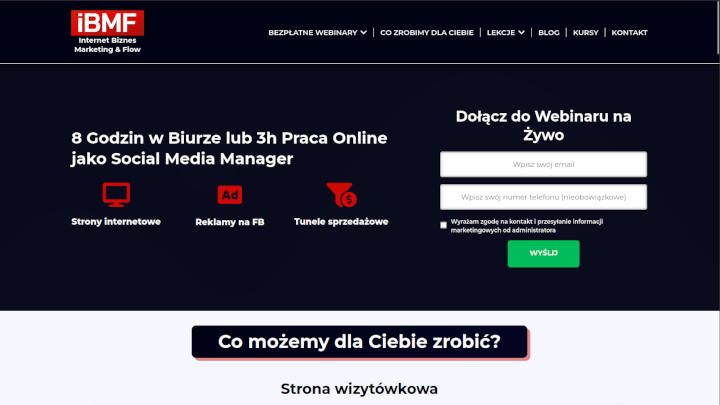 iBMF
Internet Biznes
Marketing & Flow
BEZPŁATNE WEBINARY
CO ZROBIMY DLA CIEBIE
LEKCJE
BLOG
KURSY
KONTAKT
8 Godzin w Biurze lub 3h Praca Online
jako Social Media Manager
Strony internetowe
Ad
Reklamy na FB
$
Tunele sprzedażowe
Dołącz do Webinaru na
Żywo
Wpisz swój email
Wpisz swój numer telefonu (nieobowiązkowe)
Wyrażam zgodę na kontakt i przesyłanie informacji
marketingowych od administratora
WYŚLIJ
Co możemy dla Ciebie zrobić?
Strona wizytówkowa